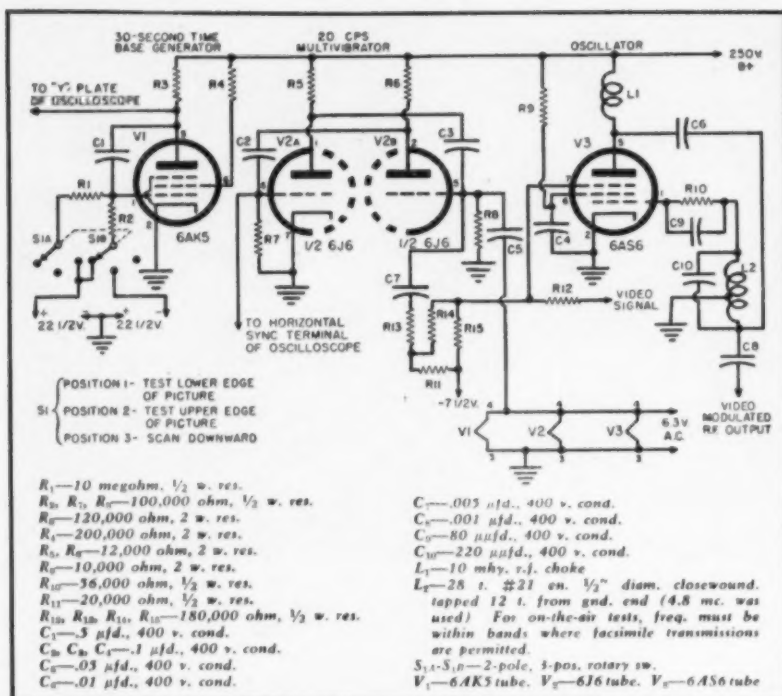 30-SECOND TIME
BASE GENERATOR
20 CPS
MULTIVIBRATOR
OSCILLATOR
250V.
B+
TO "Y" PLATE
OF OSCILLOSCOPE
R3
R4
R5
R6
R9
L1
C1
V1
C2
V2A
V2B
C3
V3
C6
R1
R2
6AK5
R7
1/2 6J6
1/2 6J6
R8
C5
C4
6AS6
R10
C9
C10
L2
S1A
S1B
C7
R13
R14
R15
R12
VIDEO
SIGNAL
C8
R11
-7 1/2V.
+ 22 1/2V. - + 22 1/2V. -
TO HORIZONTAL
SYNC TERMINAL
OF OSCILLOSCOPE
VIDEO
MODULATED
R.F. OUTPUT
V1
V2
V3
6.3V.
A.C.
S1
POSITION 1- TEST LOWER EDGE
OF PICTURE
POSITION 2- TEST UPPER EDGE
OF PICTURE
POSITION 3- SCAN DOWNWARD
R₁—10 megohm, ½ w. res.
R₂, R₇, R₈—100,000 ohm, ½ w. res.
R₃—120,000 ohm, 2 w. res.
R₄—200,000 ohm, 2 w. res.
R₅, R₆—12,000 ohm, 2 w. res.
R₉—10,000 ohm, 2 w. res.
R₁₀—56,000 ohm, ½ w. res.
R₁₁—20,000 ohm, ½ w. res.
R₁₂, R₁₃, R₁₄, R₁₅—180,000 ohm, ½ w. res.
C₁—.5 µfd., 400 v. cond.
C₂, C₃, C₄—.1 µfd., 400 v. cond.
C₅—.05 µfd., 400 v. cond.
C₆—.01 µfd., 400 v. cond.
C₇—.005 µfd., 400 v. cond.
C₈—.001 µfd., 400 v. cond.
C₉—80 µµfd., 400 v. cond.
C₁₀—220 µµfd., 400 v. cond.
L₁—10 mhy. r.f. choke
L₂—28 t. #21 en. ½" diam. closewound.
tapped 12 t. from gnd. end (4.8 mc. was
used) For on-the-air tests, freq. must be
within bands where facsimile transmissions
are permitted.
S₁ᴀ-S₁ʙ—2-pole, 3-pos. rotary sw.
V₁—6AK5 tube. V₂—6J6 tube. V₃—6AS6 tube